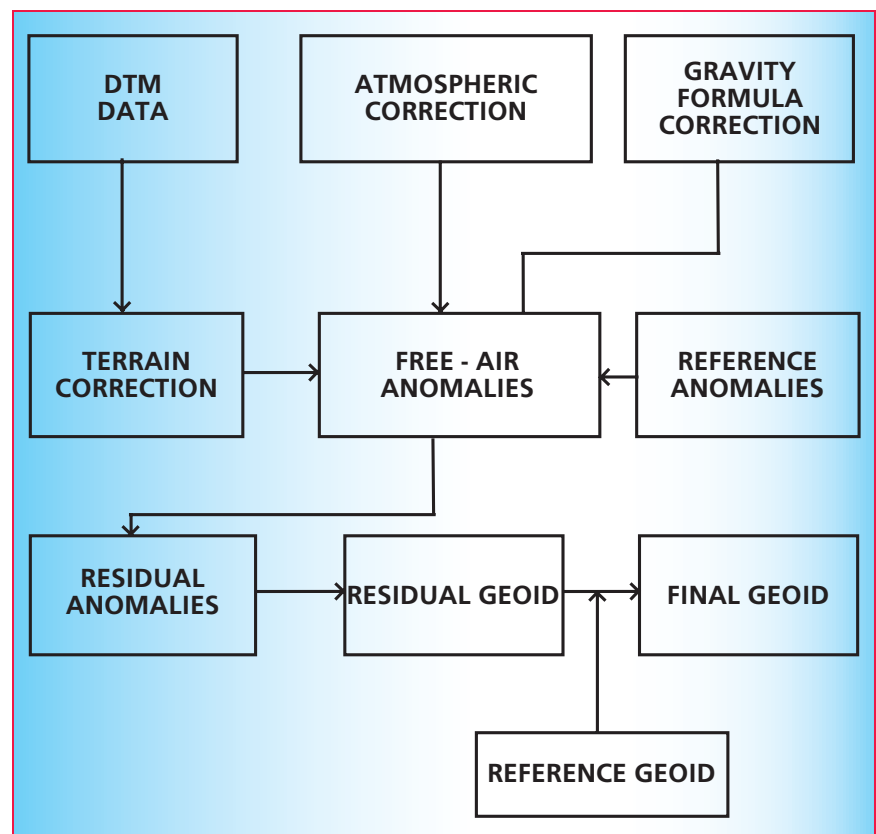 DTM
DATA
ATMOSPHERIC
CORRECTION
GRAVITY
FORMULA
CORRECTION
TERRAIN
CORRECTION
FREE - AIR
ANOMALIES
REFERENCE
ANOMALIES
RESIDUAL
ANOMALIES
RESIDUAL GEOID
FINAL GEOID
REFERENCE GEOID